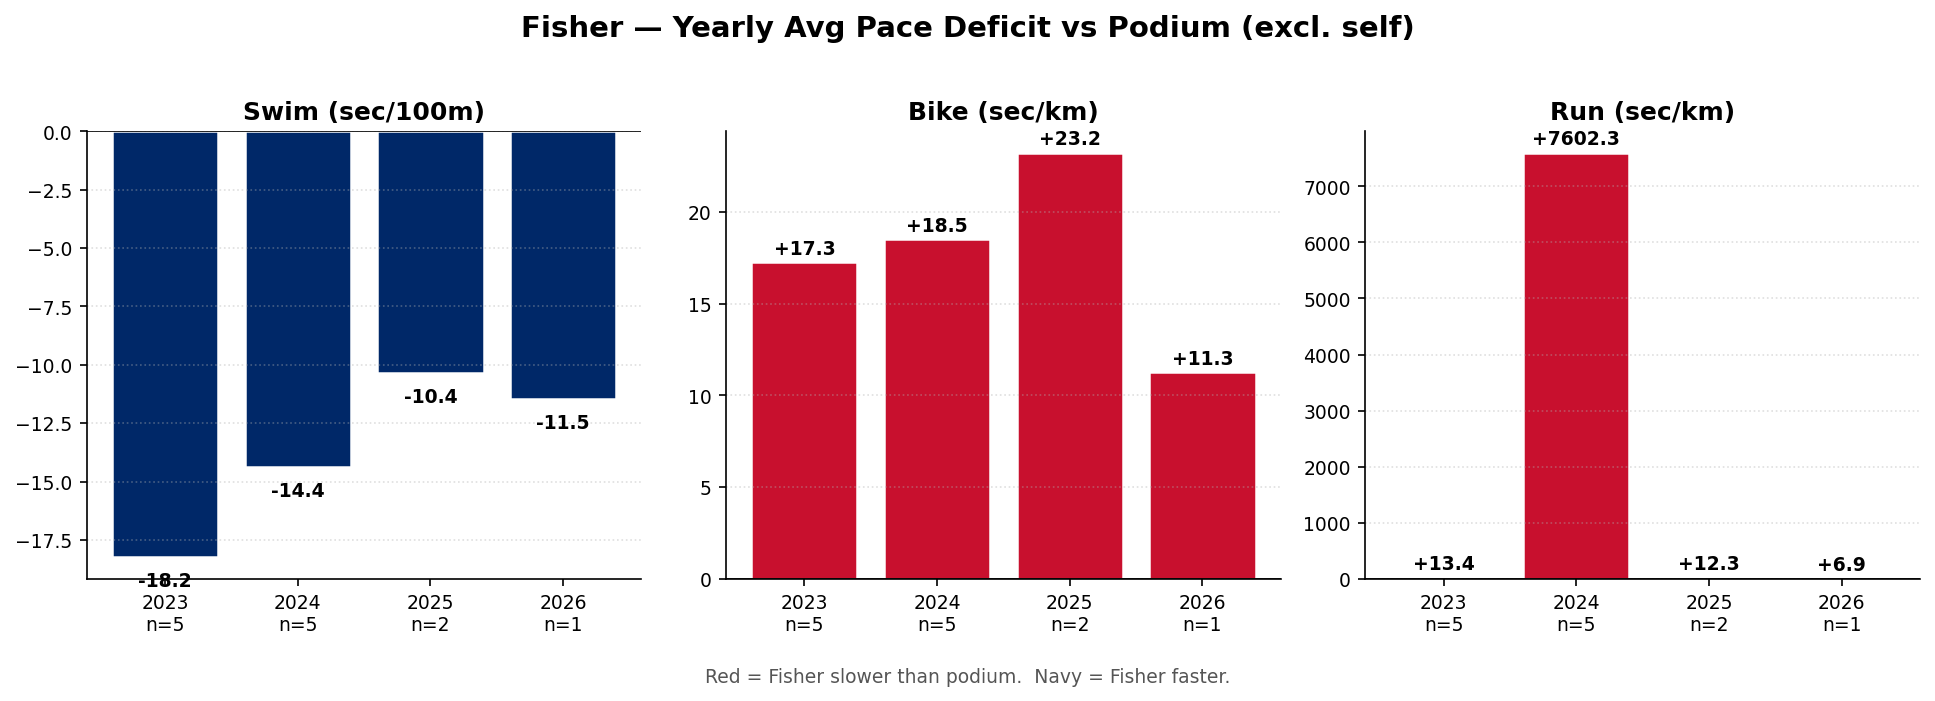 Fisher — Yearly Avg Pace Deficit vs Podium (excl. self)
Swim (sec/100m)
0.0
−2.5
−5.0
−7.5
−10.0
−12.5
−15.0
−17.5
-18.2
-14.4
-10.4
-11.5
2023
n=5
2024
n=5
2025
n=2
2026
n=1
Bike (sec/km)
20
15
10
5
0
+17.3
+18.5
+23.2
+11.3
2023
n=5
2024
n=5
2025
n=2
2026
n=1
Run (sec/km)
7000
6000
5000
4000
3000
2000
1000
0
+13.4
+7602.3
+12.3
+6.9
2023
n=5
2024
n=5
2025
n=2
2026
n=1
Red = Fisher slower than podium.  Navy = Fisher faster.